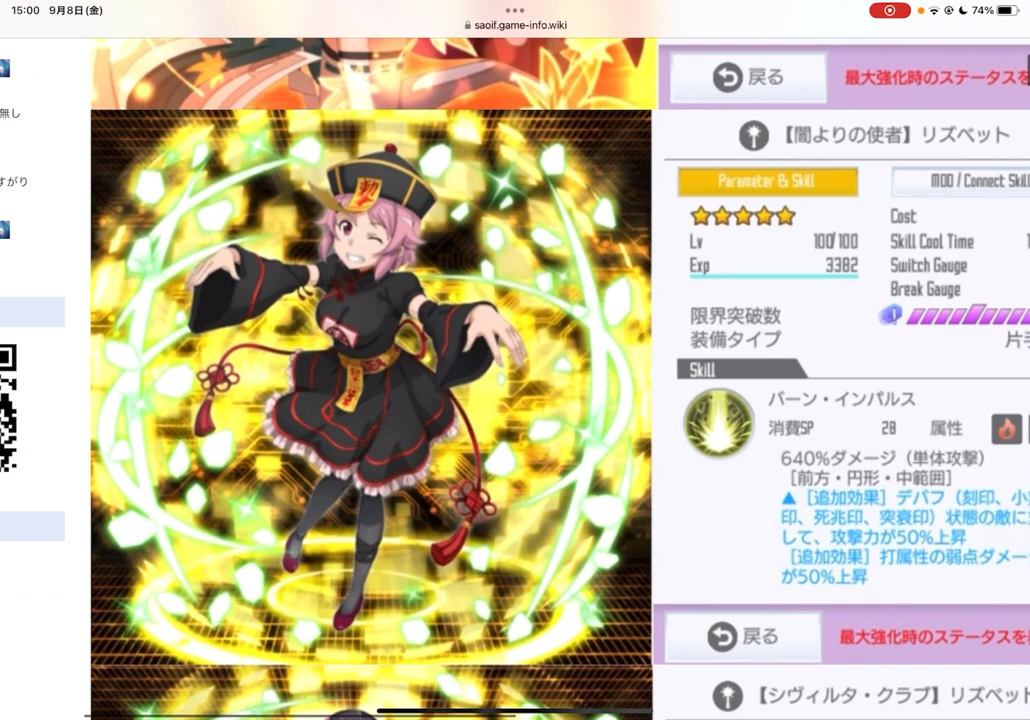 15:00 9月8日(金)
74%
saoif.game-info.wiki
無し
すがり
戻る
最大強化時のステータスを
【闇よりの使者】リズベット
Parameter & Skill
MOD / Connect Skill
Cost
Lv 100/100
Skill Cool Time
Exp 3382
Switch Gauge
Break Gauge
限界突破数
装備タイプ
片手
Skill
バーン・インパルス
消費SP 28 属性
640%ダメージ（単体攻撃）
［前方・円形・中範囲］
▲［追加効果］デバフ（刻印、小
印、死兆印、突衰印）状態の敵に
して、攻撃力が50%上昇
［追加効果］打属性の弱点ダメー
が50%上昇
戻る
最大強化時のステータスを
【シヴィルタ・クラブ】リズベット